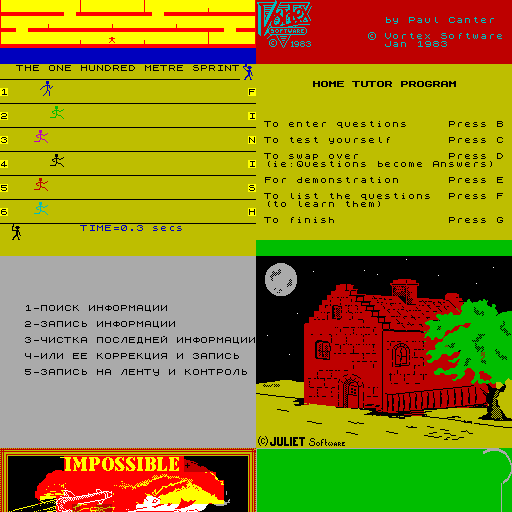 THE ONE HUNDRED METRE SPRINT
1 F
2 I
3 N
4 I
5 S
6 H
TIME=0.3 secs
Vortex
SOFTWARE
©V 1983
by Paul Canter
© Vortex Software
Jan 1983
HOME TUTOR PROGRAM
To enter questions Press B
To test yourself Press C
To swap over Press D
(ie:Questions become Answers)
For demonstration Press E
To list the questions Press F
(to learn them)
To finish Press G
1-ПОИСК ИНФОРМАЦИИ
2-ЗАПИСЬ ИНФОРМАЦИИ
3-ЧИСТКА ПОСЛЕДНЕЙ ИНФОРМАЦИИ
4-ИЛИ ЕЕ КОРРЕКЦИЯ И ЗАПИСЬ
5-ЗАПИСЬ НА ЛЕНТУ И КОНТРОЛЬ
© JULIET Software
IMPOSSIBLE